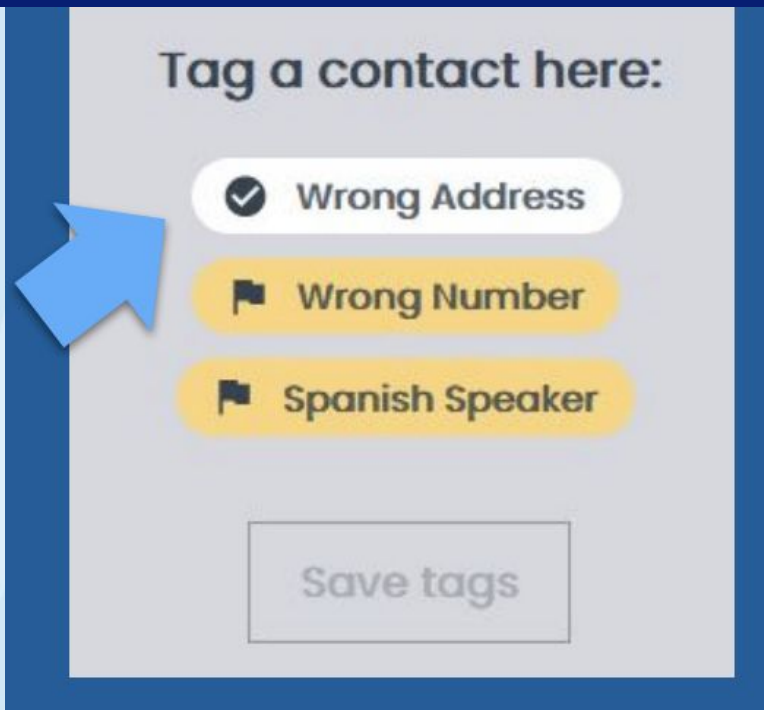 Tag a contact here:
Wrong Address
Wrong Number
Spanish Speaker
Save tags